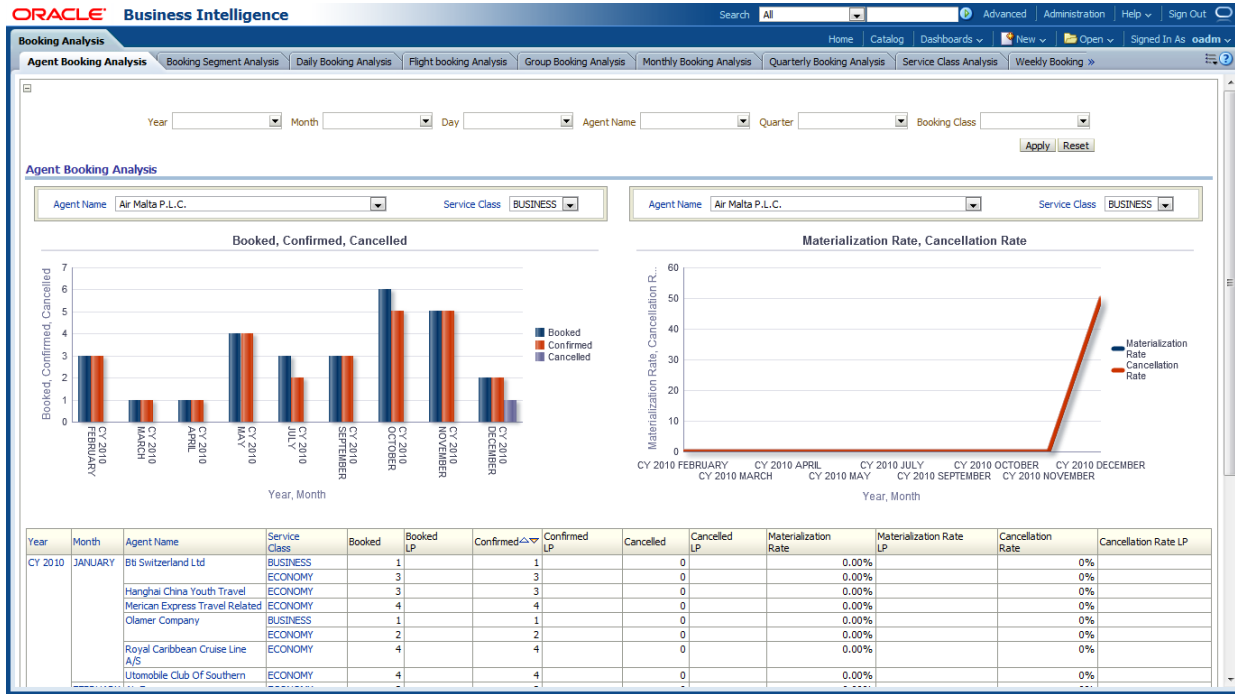 ORACLE Business Intelligence
Search All Advanced Administration Help Sign Out
Booking Analysis
Home Catalog Dashboards New Open Signed In As oadm
Agent Booking Analysis Booking Segment Analysis Daily Booking Analysis Flight booking Analysis Group Booking Analysis Monthly Booking Analysis Quarterly Booking Analysis Service Class Analysis Weekly Booking »
Year Month Day Agent Name Quarter Booking Class
Apply Reset
Agent Booking Analysis
Agent Name Air Malta P.L.C. Service Class BUSINESS
Agent Name Air Malta P.L.C. Service Class BUSINESS
Booked, Confirmed, Cancelled
Booked, Confirmed, Cancelled
7
6
5
4
3
2
1
0
Booked
Confirmed
Cancelled
CY 2010 FEBRUARY
CY 2010 MARCH
CY 2010 APRIL
CY 2010 MAY
CY 2010 JULY
CY 2010 SEPTEMBER
CY 2010 OCTOBER
CY 2010 NOVEMBER
CY 2010 DECEMBER
Year, Month
Materialization Rate, Cancellation Rate
Materialization Rate, Cancellation R...
60
50
40
30
20
10
0
Materialization
Rate
Cancellation
Rate
CY 2010 FEBRUARY CY 2010 APRIL CY 2010 JULY CY 2010 OCTOBER CY 2010 DECEMBER
CY 2010 MARCH CY 2010 MAY CY 2010 SEPTEMBER CY 2010 NOVEMBER
Year, Month
Year Month Agent Name Service Class Booked Booked LP Confirmed Confirmed LP Cancelled Cancelled LP Materialization Rate Materialization Rate LP Cancellation Rate Cancellation Rate LP
CY 2010 JANUARY Bti Switzerland Ltd BUSINESS 1 1 0 0.00% 0%
ECONOMY 3 3 0 0.00% 0%
Hanghai China Youth Travel ECONOMY 3 3 0 0.00% 0%
Merican Express Travel Related ECONOMY 4 4 0 0.00% 0%
Olamer Company BUSINESS 1 1 0 0.00% 0%
ECONOMY 2 2 0 0.00% 0%
Royal Caribbean Cruise Line A/S ECONOMY 4 4 0 0.00% 0%
Utomobile Club Of Southern ECONOMY 4 4 0 0.00% 0%